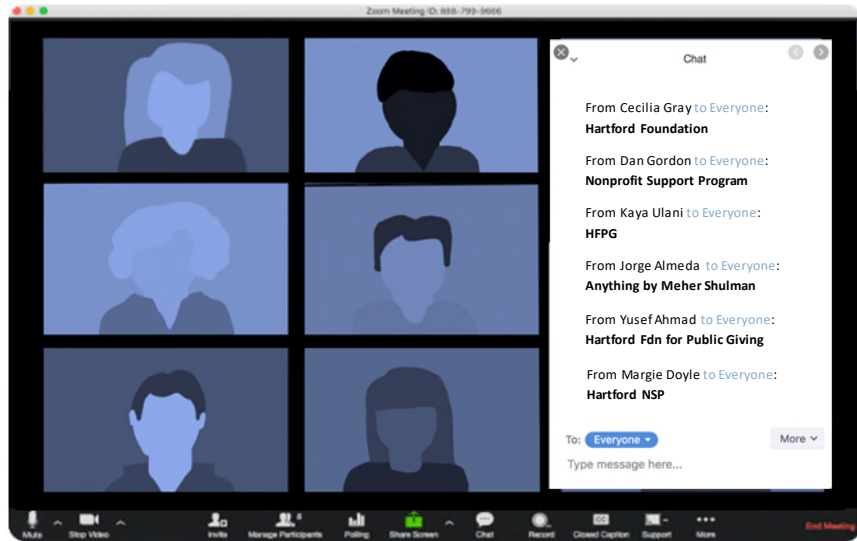 Zoom Meeting ID: 888-799-9666
Chat
From Cecilia Gray to Everyone:
Hartford Foundation
From Dan Gordon to Everyone:
Nonprofit Support Program
From Kaya Ulani to Everyone:
HFPG
From Jorge Almeda to Everyone:
Anything by Meher Shulman
From Yusef Ahmad to Everyone:
Hartford Fdn for Public Giving
From Margie Doyle to Everyone:
Hartford NSP
To: Everyone
More
Type message here...
Mute
Stop Video
Invite
Manage Participants
Polling
Share Screen
Chat
Record
CC
Closed Caption
Support
More
End Meeting